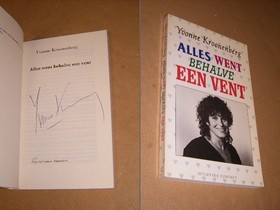 Yvonne Kroonenberg
Alles went behalve een vent
Yvonne Kroonenberg
ALLES WENT
BEHALVE
EEN VENT